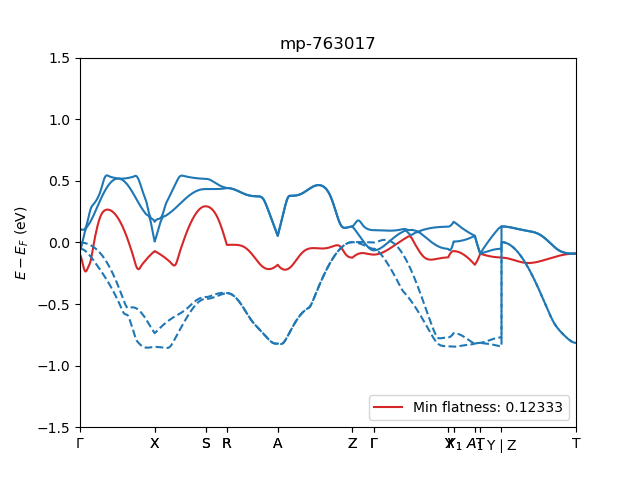 mp-763017
E − E_F (eV)
1.5
1.0
0.5
0.0
−0.5
−1.0
−1.5
Min flatness: 0.12333
Γ X S R A Z Γ Y | Z T